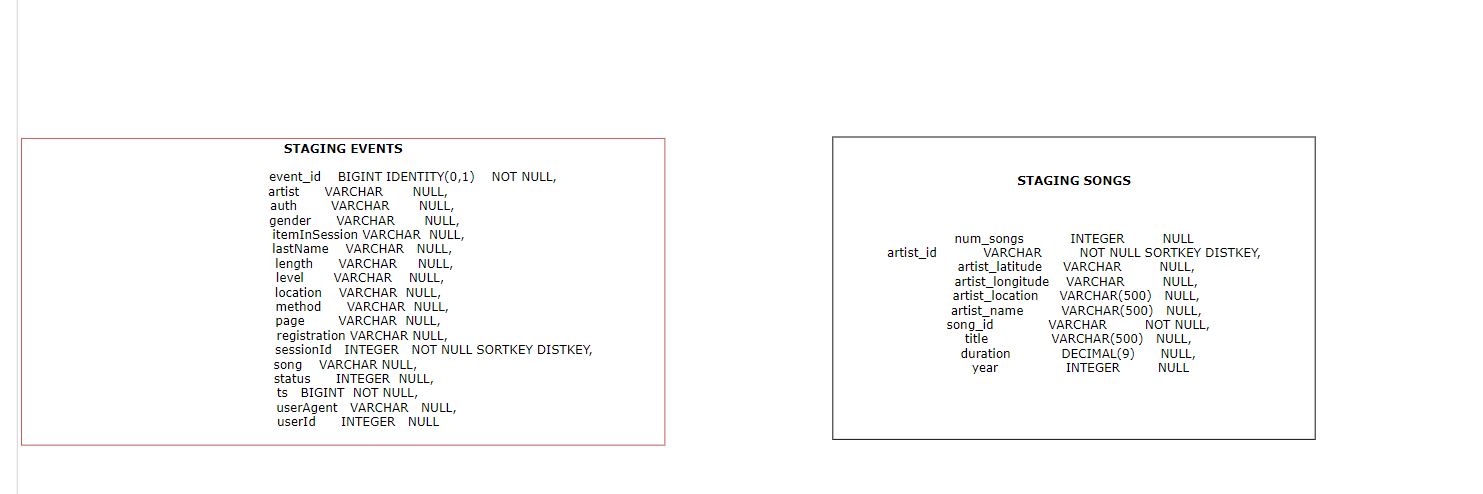 STAGING EVENTS
event_id BIGINT IDENTITY(0,1) NOT NULL,
artist VARCHAR NULL,
auth VARCHAR NULL,
gender VARCHAR NULL,
itemInSession VARCHAR NULL,
lastName VARCHAR NULL,
length VARCHAR NULL,
level VARCHAR NULL,
location VARCHAR NULL,
method VARCHAR NULL,
page VARCHAR NULL,
registration VARCHAR NULL,
sessionId INTEGER NOT NULL SORTKEY DISTKEY,
song VARCHAR NULL,
status INTEGER NULL,
ts BIGINT NOT NULL,
userAgent VARCHAR NULL,
userId INTEGER NULL
STAGING SONGS
num_songs INTEGER NULL
artist_id VARCHAR NOT NULL SORTKEY DISTKEY,
artist_latitude VARCHAR NULL,
artist_longitude VARCHAR NULL,
artist_location VARCHAR(500) NULL,
artist_name VARCHAR(500) NULL,
song_id VARCHAR NOT NULL,
title VARCHAR(500) NULL,
duration DECIMAL(9) NULL,
year INTEGER NULL